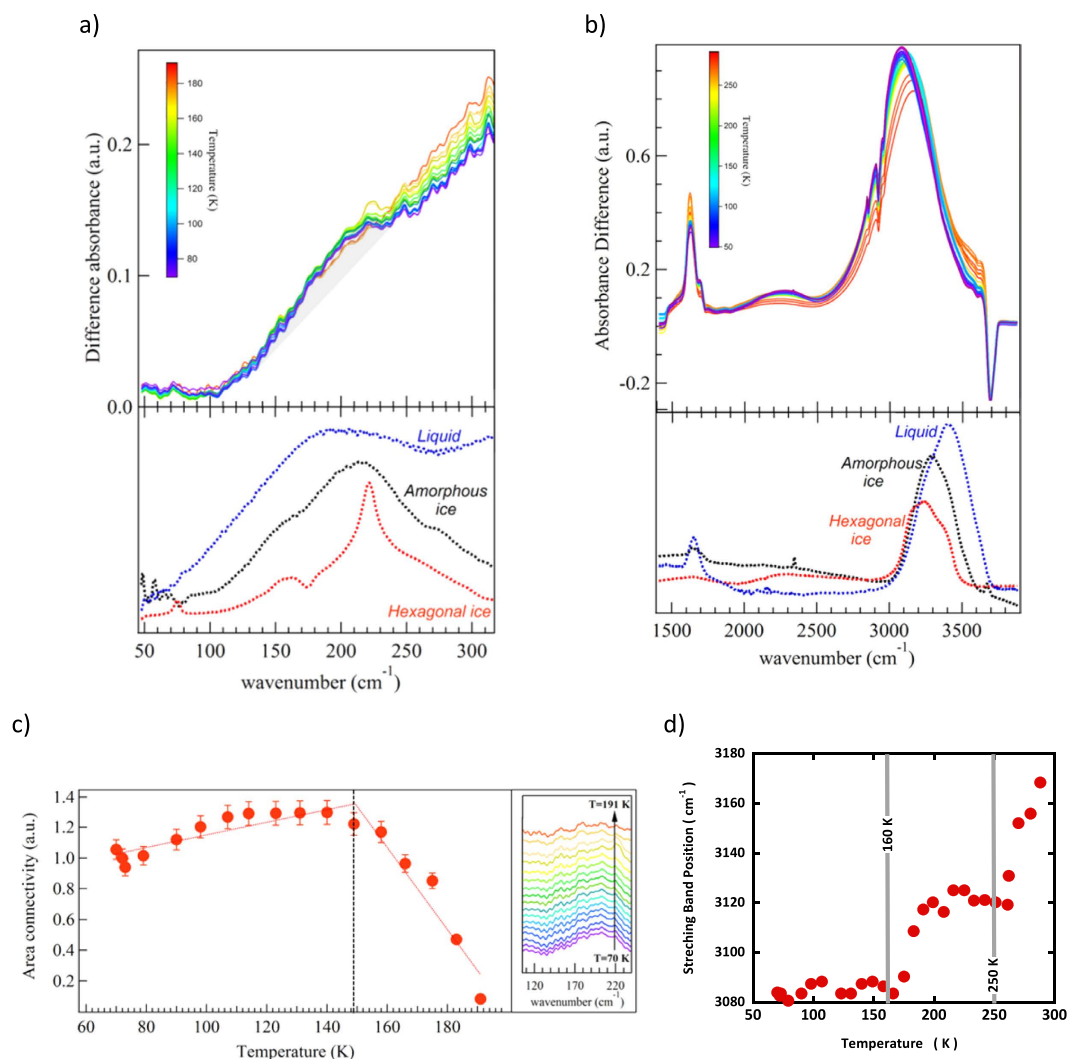 a)
b)
Difference absorbance (a.u.)
0.2
0.1
0.0
180
160
140
120
100
80
Temperature (K)
Liquid
Amorphous
ice
Hexagonal ice
50 100 150 200 250 300
wavenumber (cm-1)
Absorbance Difference (a.u.)
0.6
0.2
-0.2
250
200
150
100
50
Temperature (K)
Liquid
Amorphous
ice
Hexagonal
ice
1500 2000 2500 3000 3500
wavenumber (cm-1)
c)
Area connectivity (a.u.)
1.4
1.2
1.0
0.8
0.6
0.4
0.2
60 80 100 120 140 160 180
Temperature (K)
T=191 K
T=70 K
120 170 220
wavenumber (cm-1)
d)
Streching Band Position ( cm-1)
3180
3160
3140
3120
3100
3080
160 K
250 K
50 100 150 200 250 300
Temperature ( K )